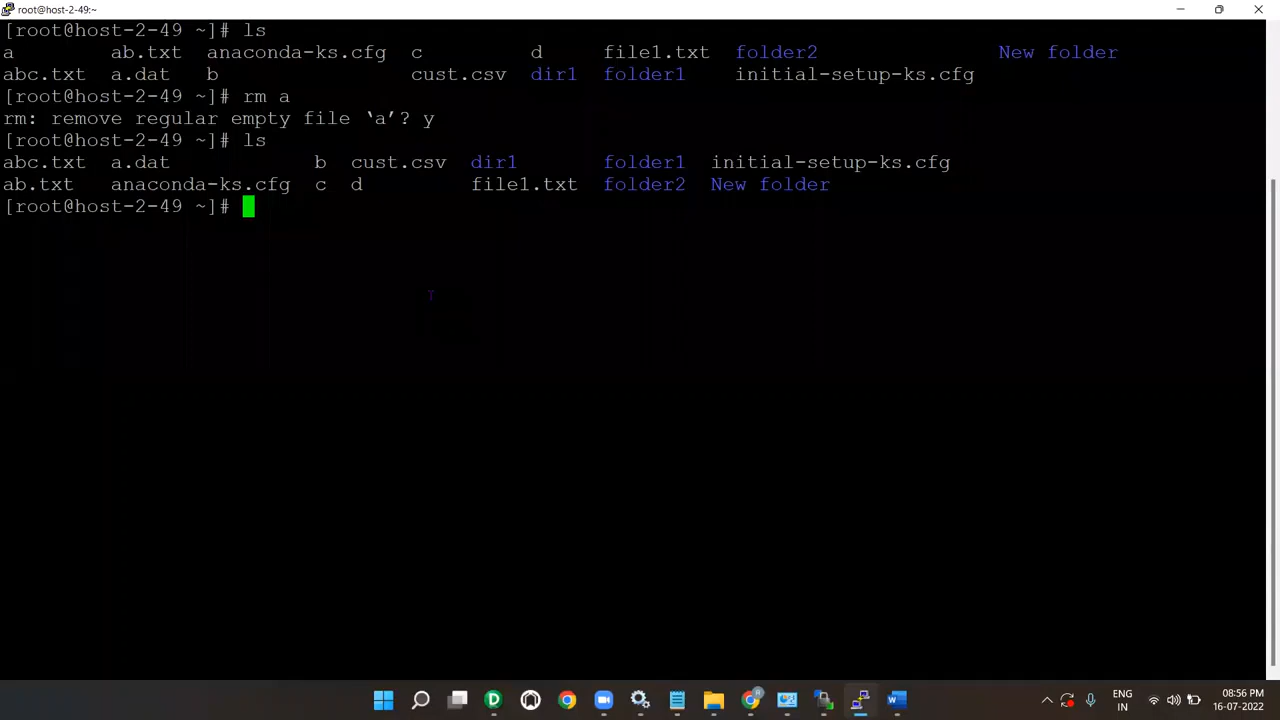 root@host-2-49:~
[root@host-2-49 ~]# ls
a        ab.txt  anaconda-ks.cfg  c         d     file1.txt  folder2               New folder
abc.txt  a.dat   b                cust.csv  dir1  folder1    initial-setup-ks.cfg
[root@host-2-49 ~]# rm a
rm: remove regular empty file ‘a’? y
[root@host-2-49 ~]# ls
abc.txt  a.dat            b  cust.csv  dir1       folder1  initial-setup-ks.cfg
ab.txt   anaconda-ks.cfg  c  d         file1.txt  folder2  New folder
[root@host-2-49 ~]#
ENG 08:56 PM
IN 16-07-2022